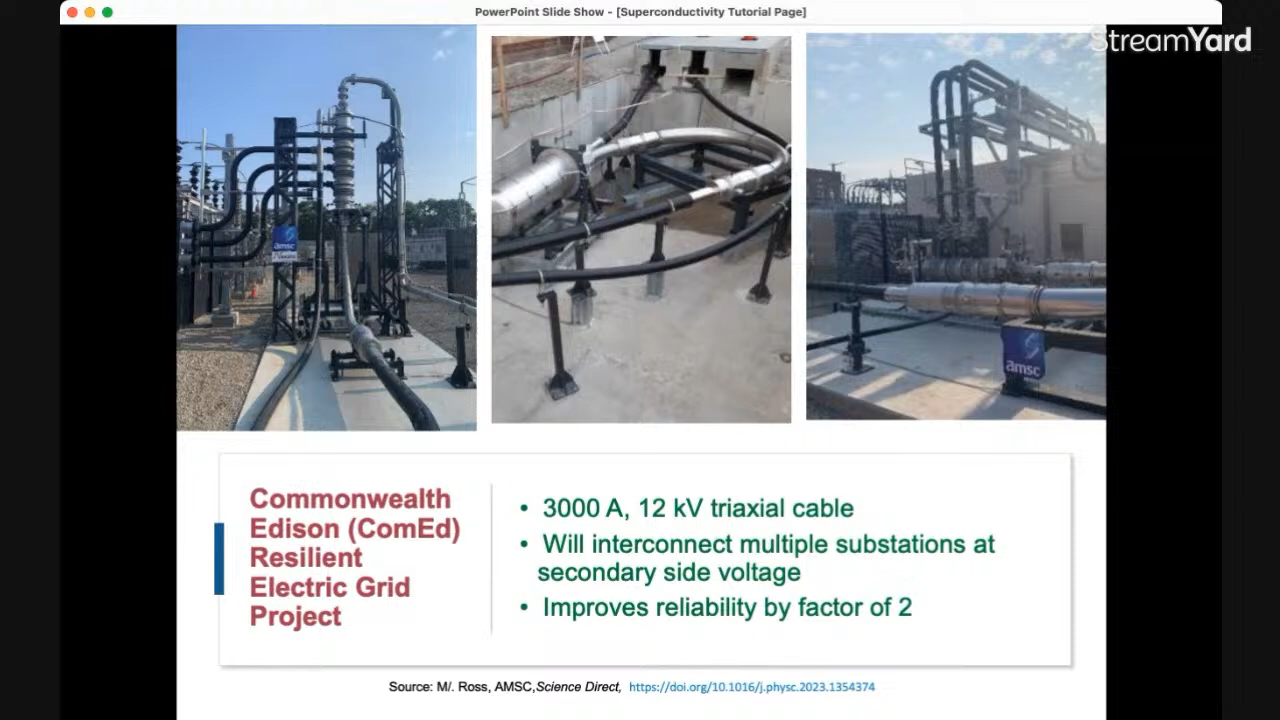 PowerPoint Slide Show - [Superconductivity Tutorial Page]
StreamYard
amsc
amsc
Commonwealth
Edison (ComEd)
Resilient
Electric Grid
Project
• 3000 A, 12 kV triaxial cable
• Will interconnect multiple substations at
secondary side voltage
• Improves reliability by factor of 2
Source: M/. Ross, AMSC,Science Direct, https://doi.org/10.1016/j.physc.2023.1354374